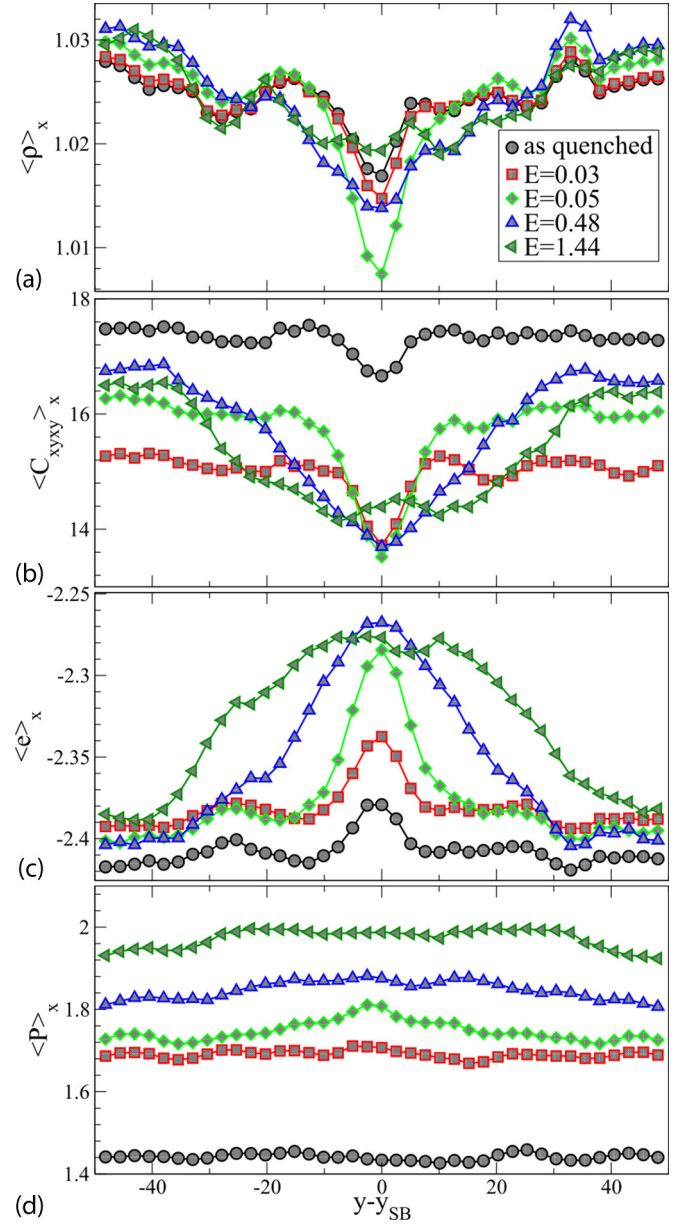 1.03
1.02
1.01
<ρ>x
as quenched
E=0.03
E=0.05
E=0.48
E=1.44
(a)
18
16
14
<Cxyxy>x
(b)
-2.25
-2.3
-2.35
-2.4
<e>x
(c)
2
1.8
1.6
1.4
<P>x
(d)
-40 -20 0 20 40
y-ySB